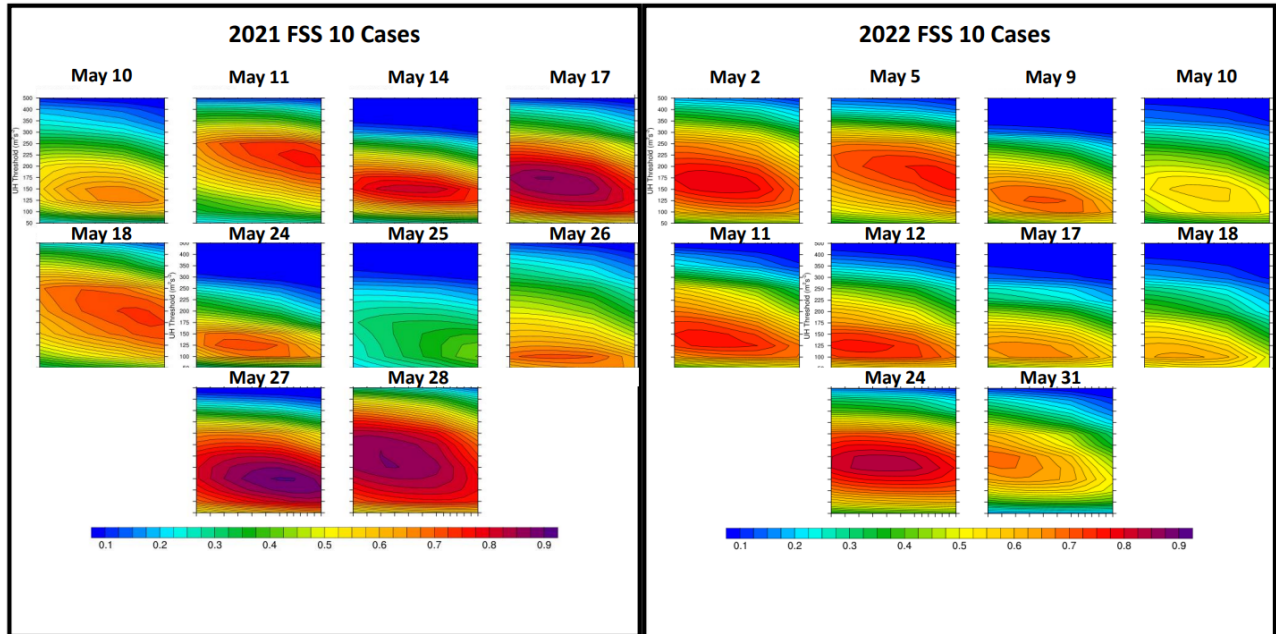 2021 FSS 10 Cases
May 10 May 11 May 14 May 17
500
400
350
300
250
225
200
175
150
125
100
50
UH Threshold (m²s⁻²)
May 18 May 24 May 25 May 26
May 27 May 28
0.1 0.2 0.3 0.4 0.5 0.6 0.7 0.8 0.9
2022 FSS 10 Cases
May 2 May 5 May 9 May 10
May 11 May 12 May 17 May 18
May 24 May 31
0.1 0.2 0.3 0.4 0.5 0.6 0.7 0.8 0.9